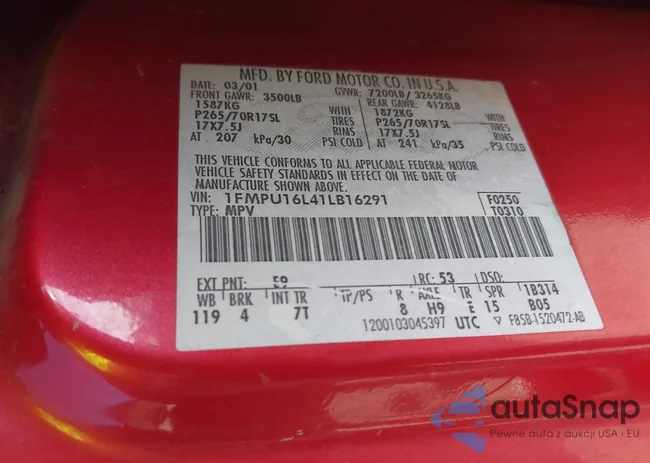 MFD. BY FORD MOTOR CO. IN U.S.A.
DATE: 03/01 GVWR: 7200LB/ 3265KG
FRONT GAWR: 3500LB REAR GAWR: 4128LB
1587KG WITH 1872KG WITH
P265/70R17SL TIRES P265/70R17SL TIRES
17X7.5J RIMS 17X7.5J RIMS
AT 207 kPa/30 PSI COLD AT 241 kPa/35 PSI COLD
THIS VEHICLE CONFORMS TO ALL APPLICABLE FEDERAL MOTOR
VEHICLE SAFETY STANDARDS IN EFFECT ON THE DATE OF
MANUFACTURE SHOWN ABOVE.
VIN: 1FMPU16L41LB16291 F0250
TYPE: MPV T0310
EXT PNT: E9 RC: 53 DSO:
WB BRK INT TR TP/PS R AXLE TR SPR 1B314
119 4 7T 8 H9 E 15 B05
1200103045397 UTC ▽ F85B-1520472-AB
autaSnap
Pewne auta z aukcji USA i EU